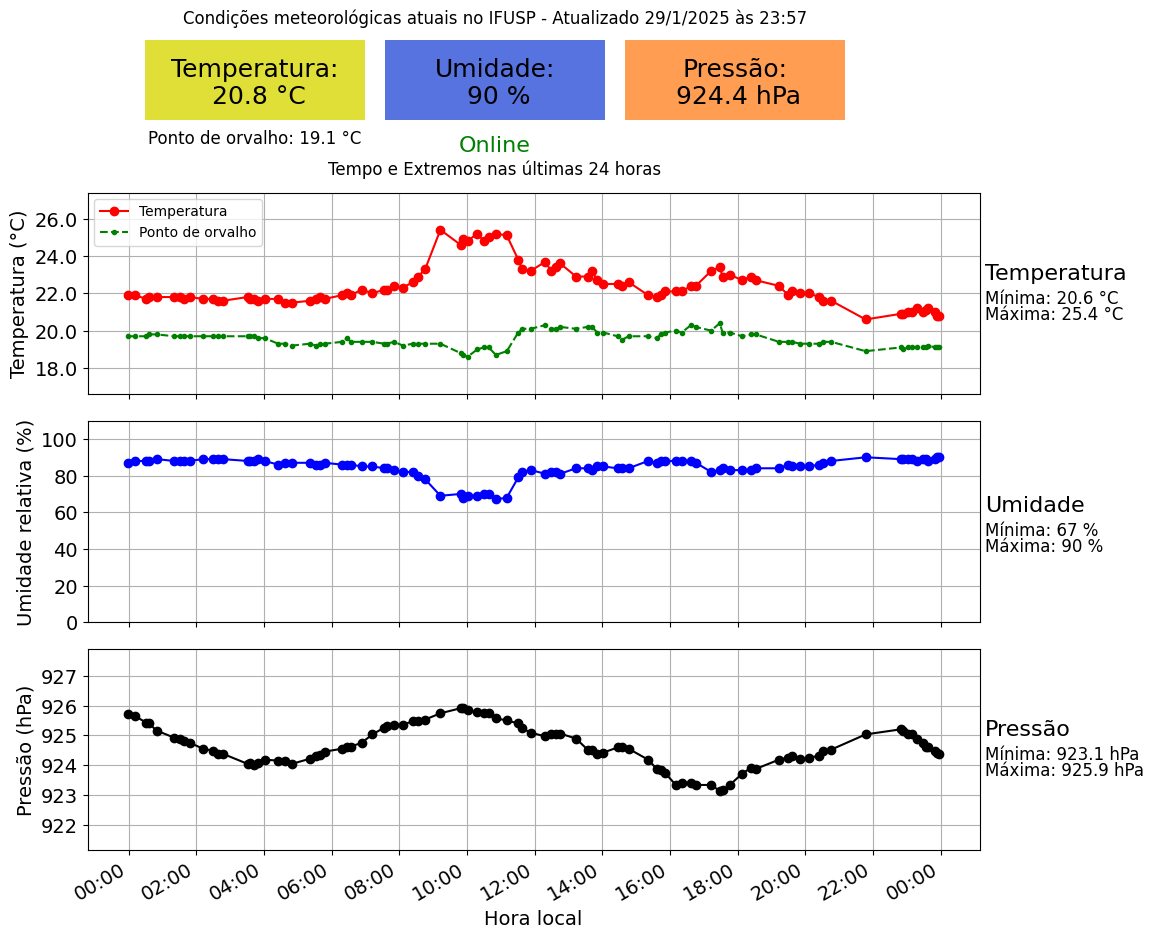 Condições meteorológicas atuais no IFUSP - Atualizado 29/1/2025 às 23:57
Temperatura:
20.8 °C
Umidade:
90 %
Pressão:
924.4 hPa
Ponto de orvalho: 19.1 °C
Online
Tempo e Extremos nas últimas 24 horas
Temperatura (°C)
26.0
24.0
22.0
20.0
18.0
Temperatura
Ponto de orvalho
Temperatura
Mínima: 20.6 °C
Máxima: 25.4 °C
Umidade relativa (%)
100
80
60
40
20
0
Umidade
Mínima: 67 %
Máxima: 90 %
Pressão (hPa)
927
926
925
924
923
922
Pressão
Mínima: 923.1 hPa
Máxima: 925.9 hPa
00:00 02:00 04:00 06:00 08:00 10:00 12:00 14:00 16:00 18:00 20:00 22:00 00:00
Hora local